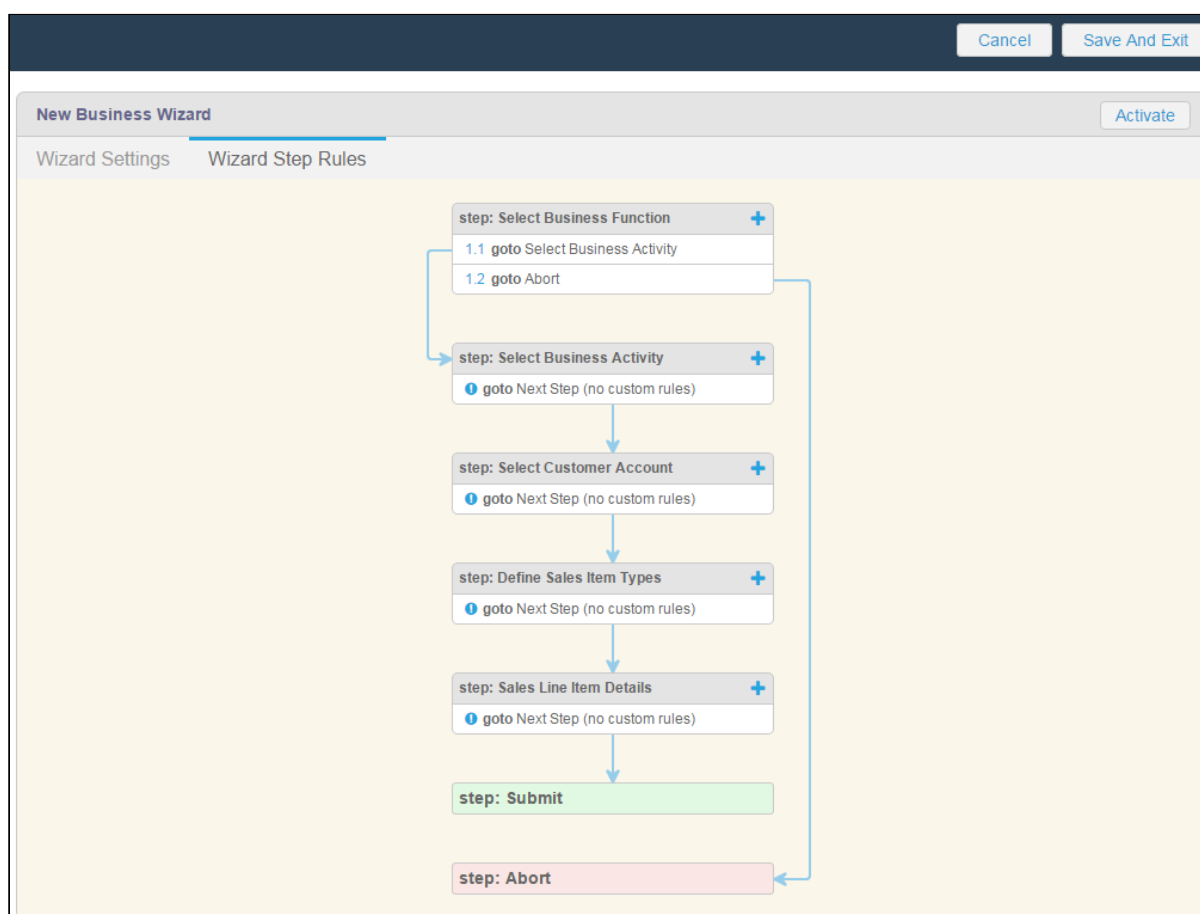 Cancel
Save And Exit
New Business Wizard
Activate
Wizard Settings
Wizard Step Rules
step: Select Business Function
1.1 goto Select Business Activity
1.2 goto Abort
step: Select Business Activity
goto Next Step (no custom rules)
step: Select Customer Account
goto Next Step (no custom rules)
step: Define Sales Item Types
goto Next Step (no custom rules)
step: Sales Line Item Details
goto Next Step (no custom rules)
step: Submit
step: Abort